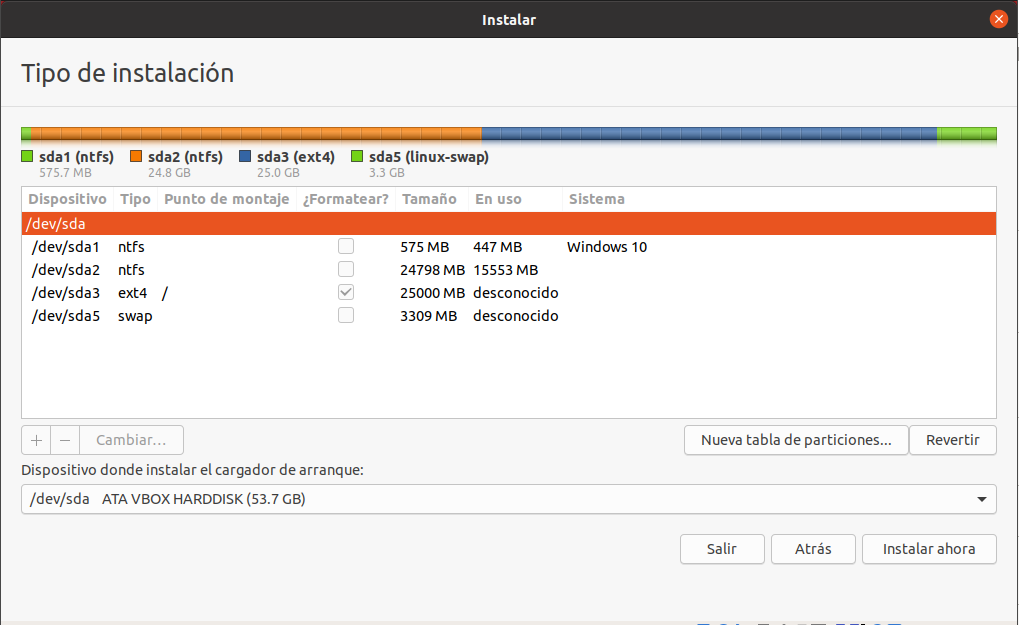 Instalar
Tipo de instalación
sda1 (ntfs) sda2 (ntfs) sda3 (ext4) sda5 (linux-swap)
575.7 MB 24.8 GB 25.0 GB 3.3 GB
Dispositivo Tipo Punto de montaje ¿Formatear? Tamaño En uso Sistema
/dev/sda
/dev/sda1 ntfs 575 MB 447 MB Windows 10
/dev/sda2 ntfs 24798 MB 15553 MB
/dev/sda3 ext4 / 25000 MB desconocido
/dev/sda5 swap 3309 MB desconocido
+ − Cambiar... Nueva tabla de particiones... Revertir
Dispositivo donde instalar el cargador de arranque:
/dev/sda ATA VBOX HARDDISK (53.7 GB)
Salir Atrás Instalar ahora